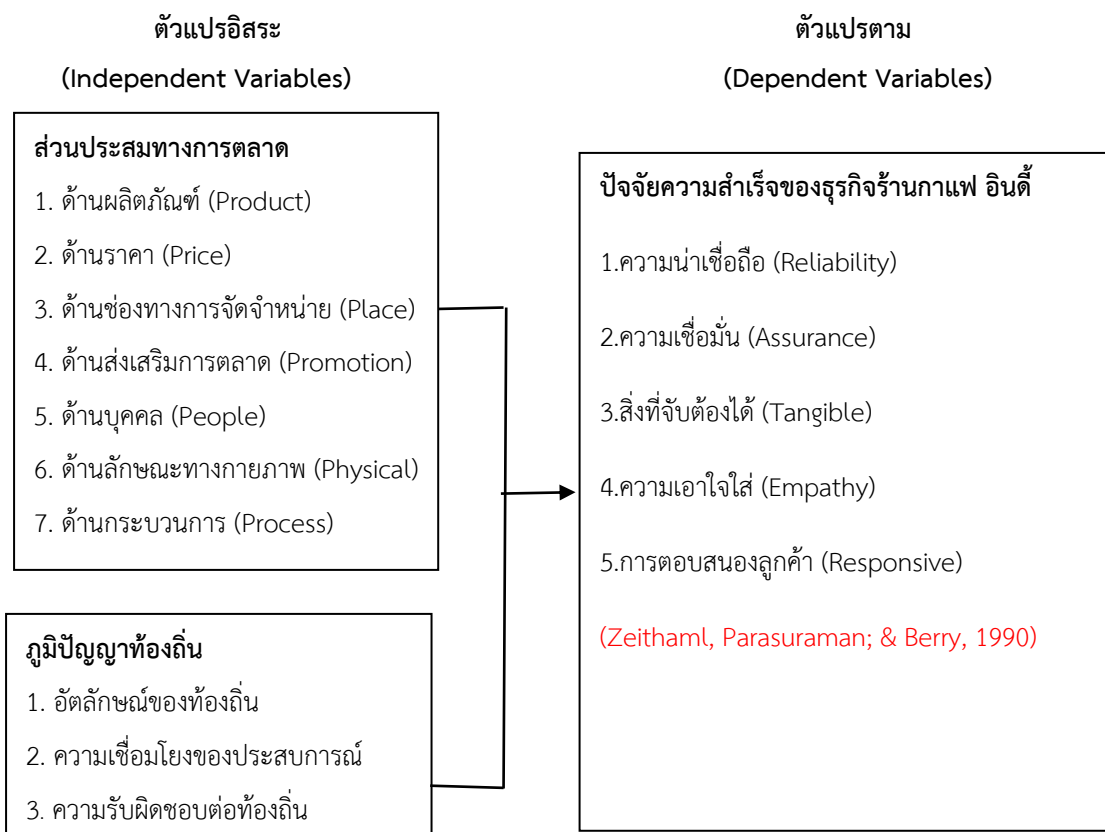 ตัวแปรอิสระ
(Independent Variables)
ส่วนประสมทางการตลาด
1. ด้านผลิตภัณฑ์ (Product)
2. ด้านราคา (Price)
3. ด้านช่องทางการจัดจำหน่าย (Place)
4. ด้านส่งเสริมการตลาด (Promotion)
5. ด้านบุคคล (People)
6. ด้านลักษณะทางกายภาพ (Physical)
7. ด้านกระบวนการ (Process)
ภูมิปัญญาท้องถิ่น
1. อัตลักษณ์ของท้องถิ่น
2. ความเชื่อมโยงของประสบการณ์
3. ความรับผิดชอบต่อท้องถิ่น
ตัวแปรตาม
(Dependent Variables)
ปัจจัยความสำเร็จของธุรกิจร้านกาแฟ อินดี้
1.ความน่าเชื่อถือ (Reliability)
2.ความเชื่อมั่น (Assurance)
3.สิ่งที่จับต้องได้ (Tangible)
4.ความเอาใจใส่ (Empathy)
5.การตอบสนองลูกค้า (Responsive)
(Zeithaml, Parasuraman; & Berry, 1990)